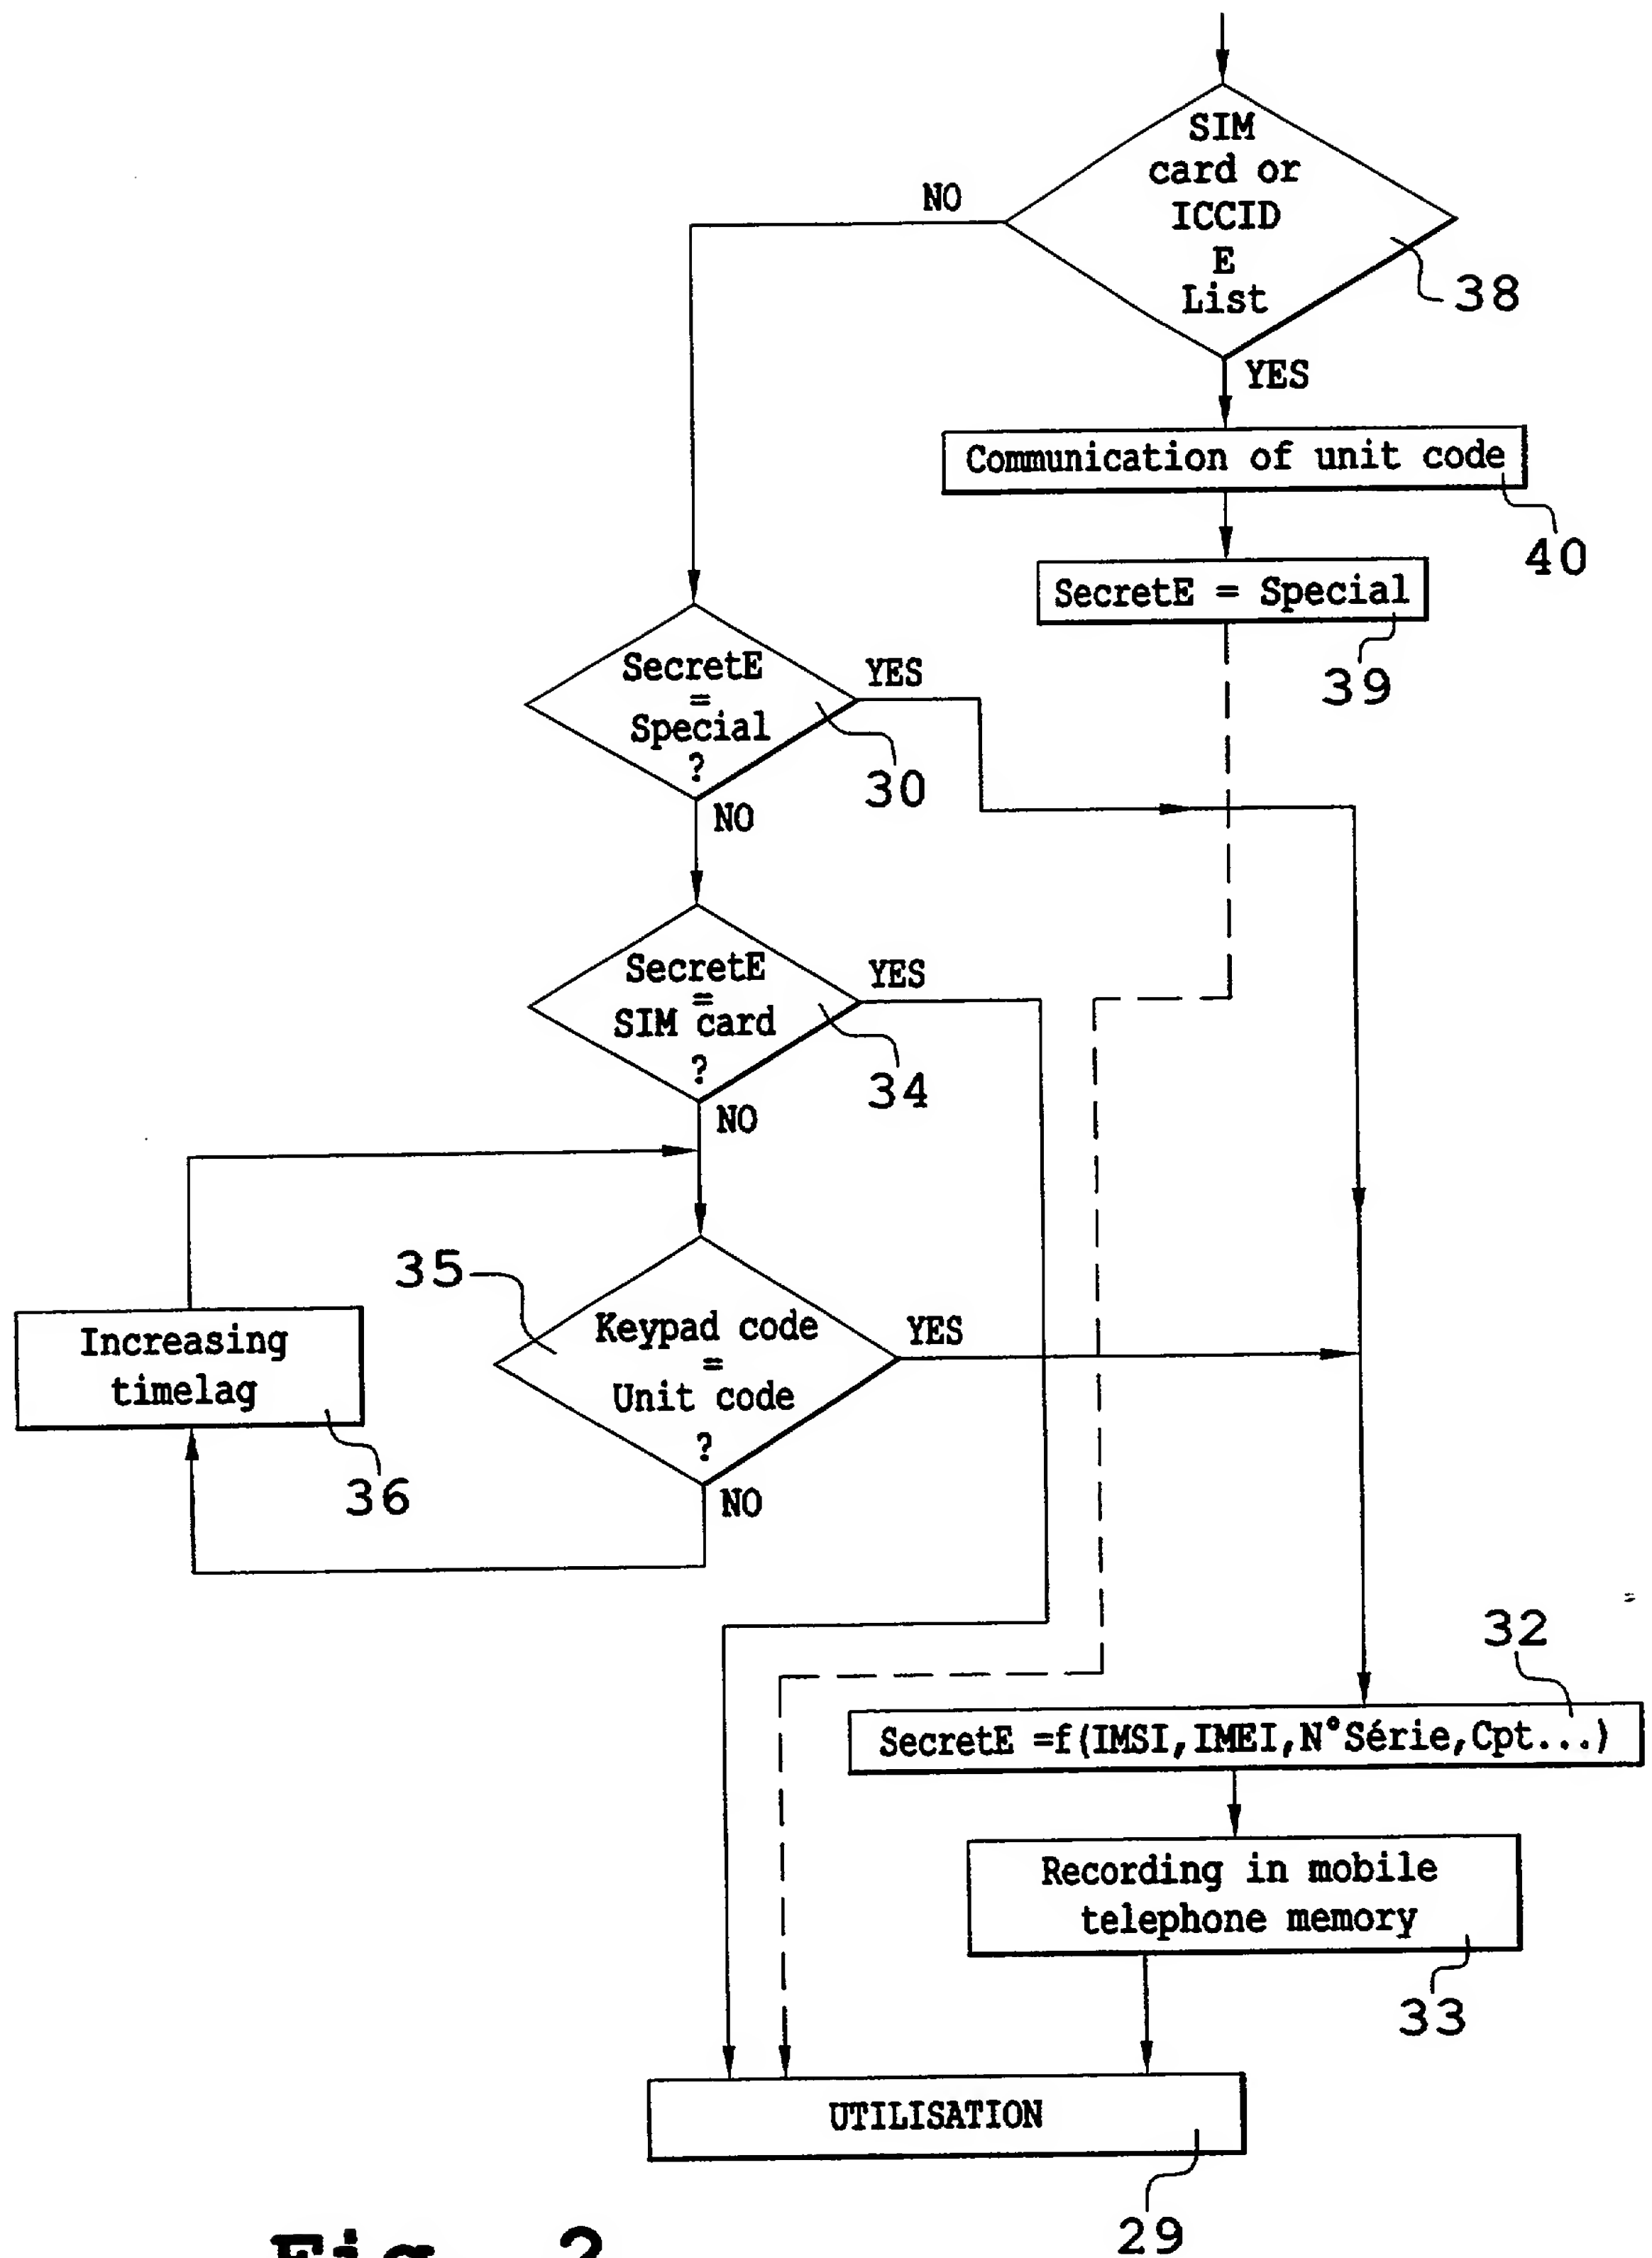 SIM
card or
ICCID
E
List
NO
38
YES
Communication of unit code
40
SecretE = Special
39
SecretE
=
Special
?
YES
30
NO
SecretE
=
SIM card
?
YES
34
NO
35
Keypad code
=
Unit code
?
YES
Increasing
timelag
36
NO
32
SecretE =f(IMSI,IMEI,N°Série,Cpt...)
Recording in mobile
telephone memory
33
UTILISATION
29